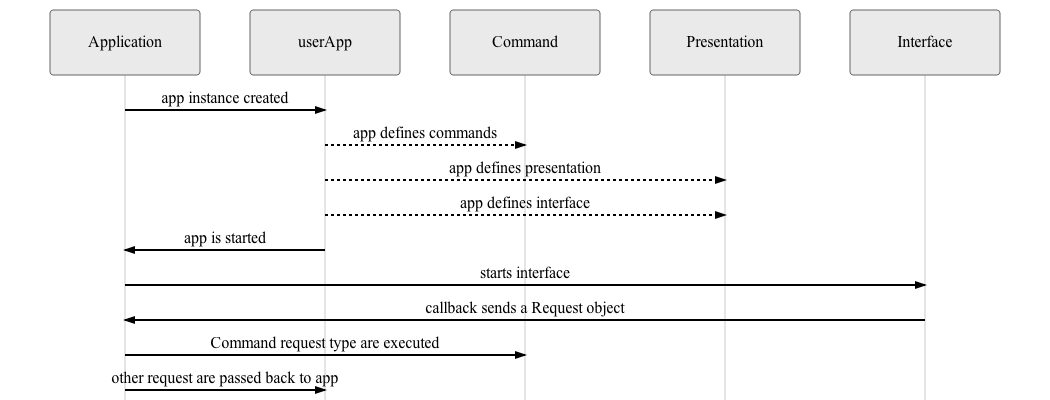 Application
userApp
Command
Presentation
Interface
app instance created
app defines commands
app defines presentation
app defines interface
app is started
starts interface
callback sends a Request object
Command request type are executed
other request are passed back to app